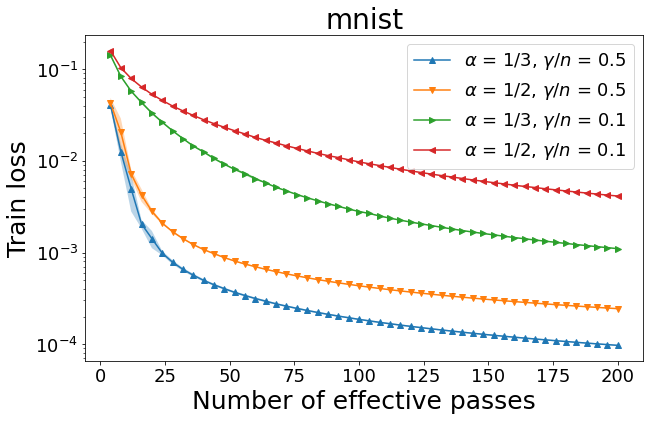 mnist
Train loss
10⁻¹
10⁻²
10⁻³
10⁻⁴
α = 1/3, γ/n = 0.5
α = 1/2, γ/n = 0.5
α = 1/3, γ/n = 0.1
α = 1/2, γ/n = 0.1
0 25 50 75 100 125 150 175 200
Number of effective passes